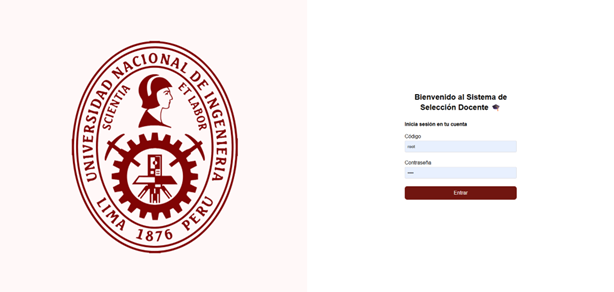 UNIVERSIDAD NACIONAL DE INGENIERIA
SCIENTIA
ET LABOR
LIMA 1876 PERU
Bienvenido al Sistema de
Selección Docente
Inicia sesión en tu cuenta
Código
root
Contraseña
••••
Entrar